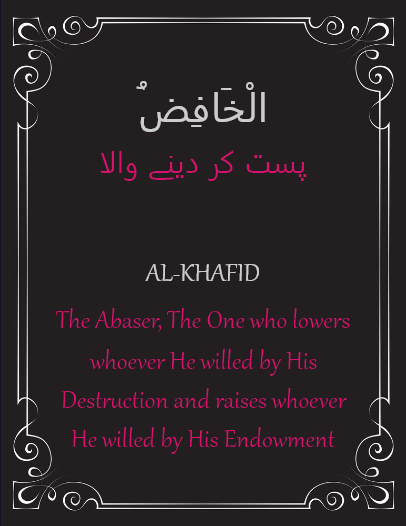 الْخَافِضُ
پست کر دینے والا
AL-KHAFID
The Abaser, The One who lowers
whoever He willed by His
Destruction and raises whoever
He willed by His Endowment